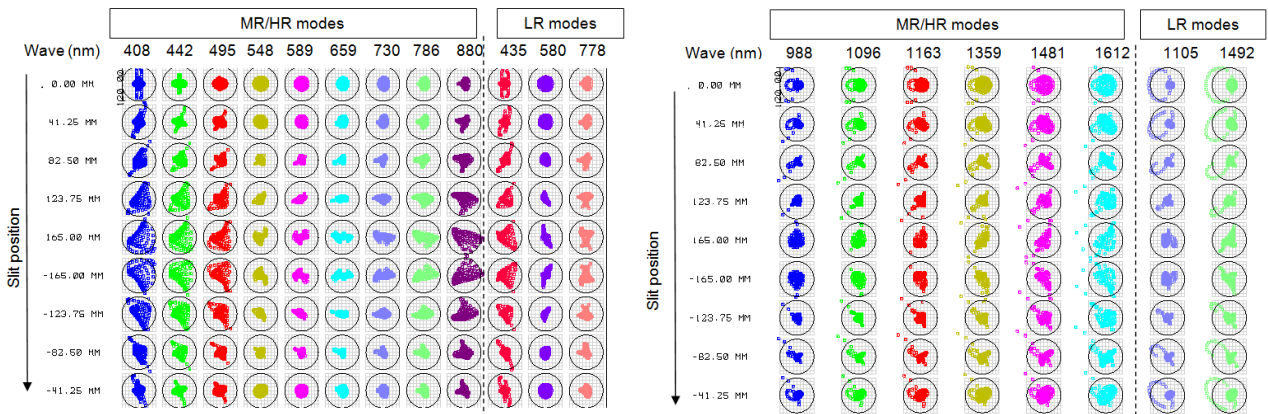 MR/HR modes
LR modes
Wave (nm) 408 442 495 548 589 659 730 786 880 435 580 778
Slit position
120.00
. 0.00 MM
41.25 MM
82.50 MM
123.75 MM
165.00 MM
-165.00 MM
-123.75 MM
-82.50 MM
-41.25 MM
MR/HR modes
LR modes
Wave (nm) 988 1096 1163 1359 1481 1612 1105 1492
Slit position
120.00
. 0.00 MM
41.25 MM
82.50 MM
123.75 MM
165.00 MM
-165.00 MM
-123.75 MM
-82.50 MM
-41.25 MM